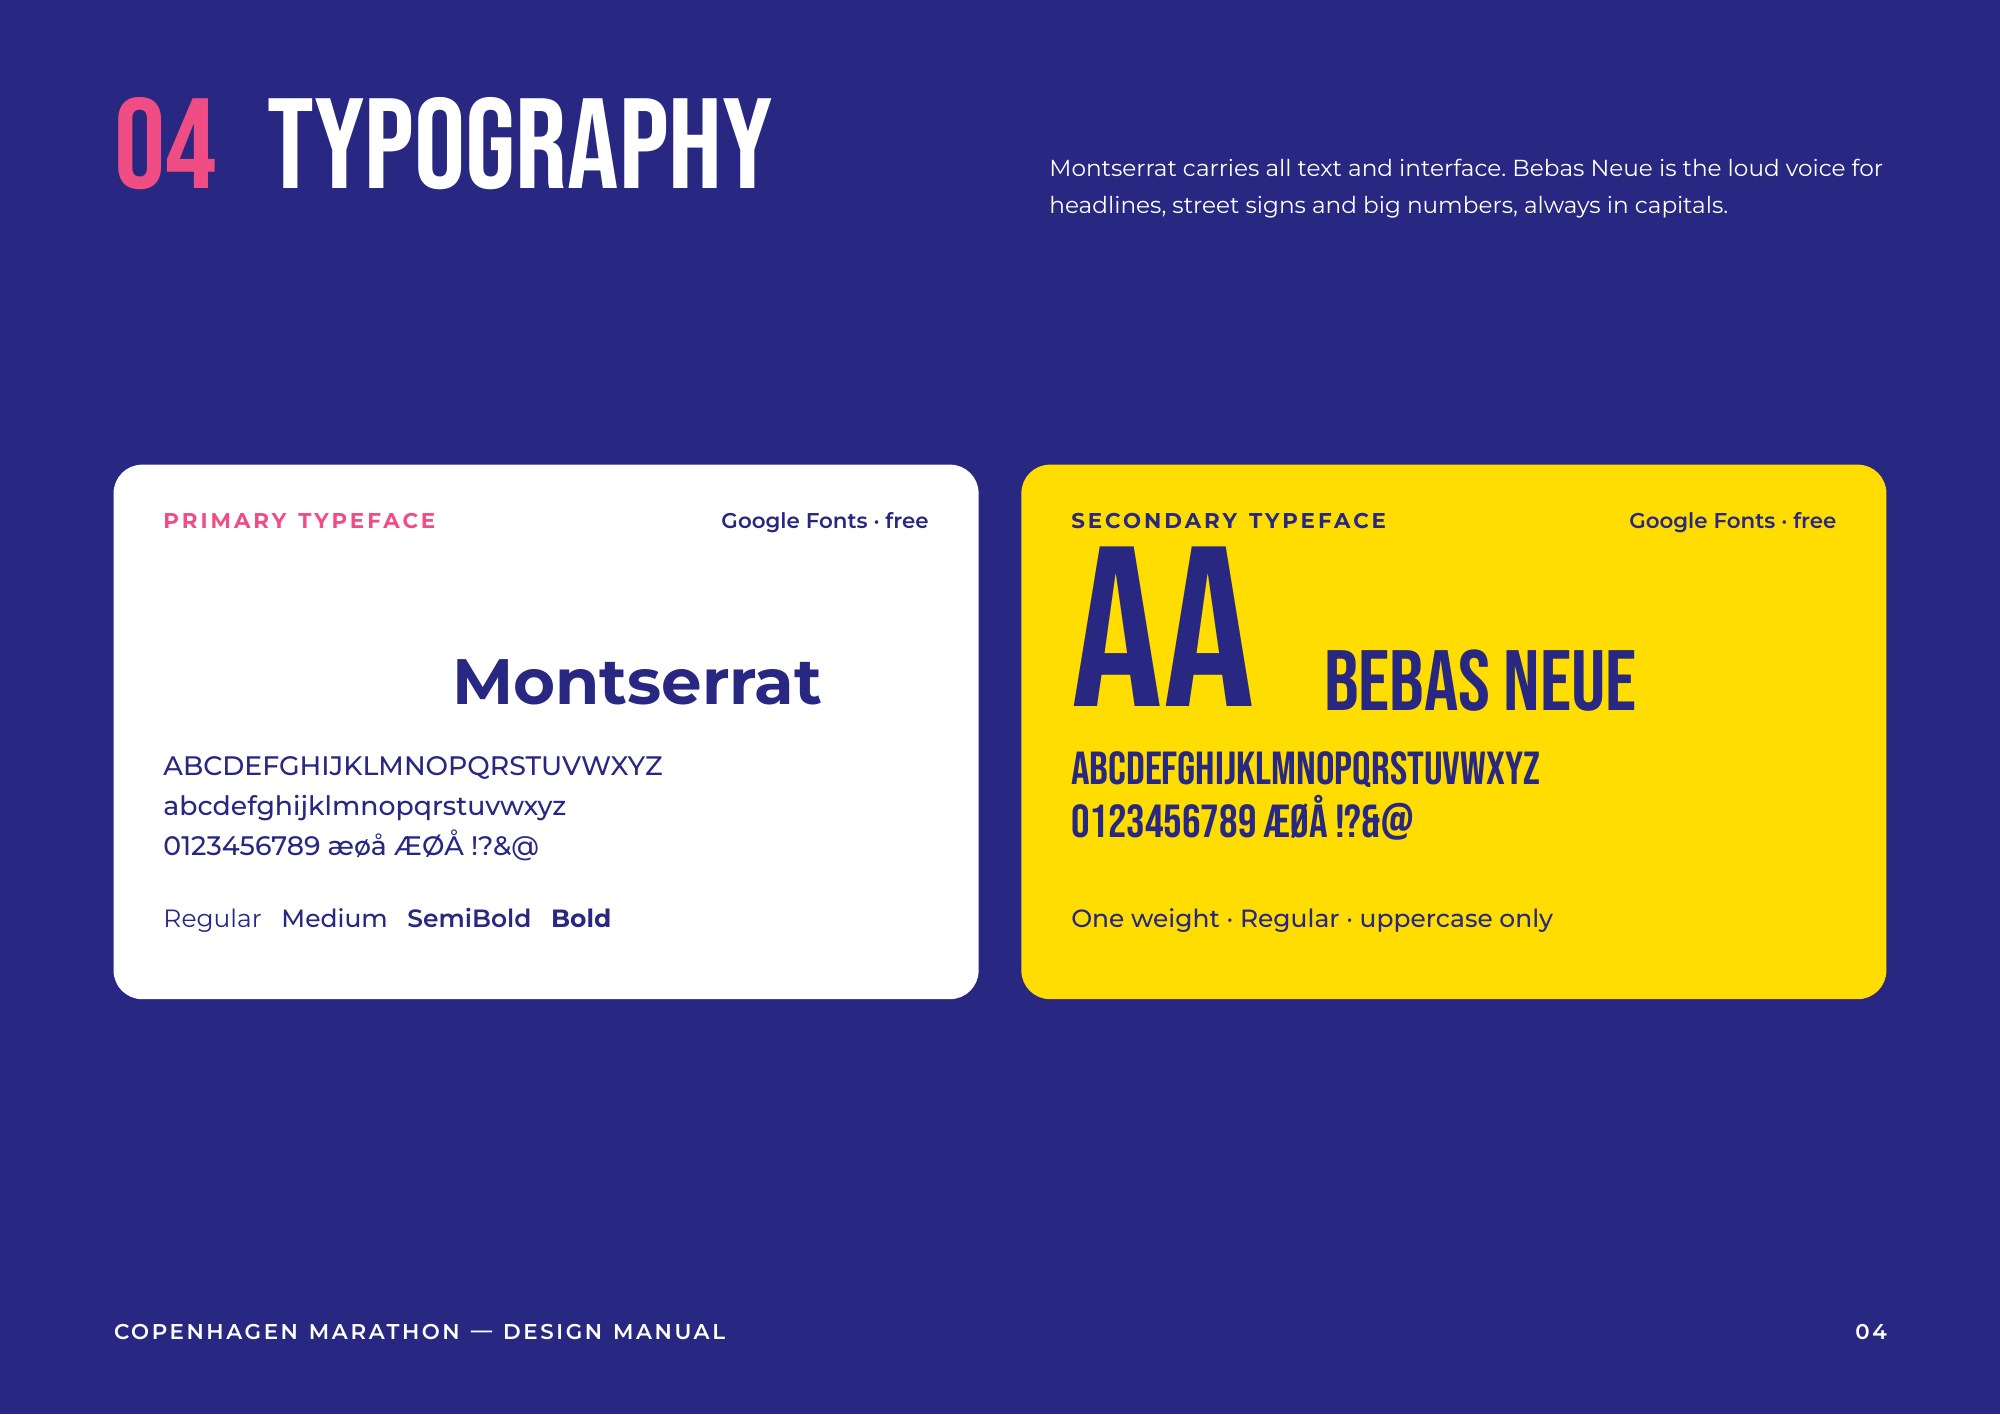 04 TYPOGRAPHY
Montserrat carries all text and interface. Bebas Neue is the loud voice for
headlines, street signs and big numbers, always in capitals.
PRIMARY TYPEFACE
Google Fonts · free
Montserrat
ABCDEFGHIJKLMNOPQRSTUVWXYZ
abcdefghijklmnopqrstuvwxyz
0123456789 æøå ÆØÅ !?&@
Regular Medium SemiBold Bold
SECONDARY TYPEFACE
Google Fonts · free
AA
BEBAS NEUE
ABCDEFGHIJKLMNOPQRSTUVWXYZ
0123456789 ÆØÅ !?&@
One weight · Regular · uppercase only
COPENHAGEN MARATHON — DESIGN MANUAL
04